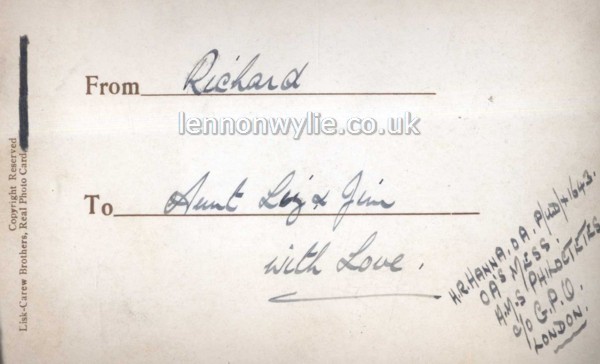 From Richard
lennonwylie.co.uk
To Aunt Liz & Jim
with Love.
H.R. HANNA. O.A.
OA'S MESS.
H.M.S. PHILOCTETES
C/O G.P.O.
LONDON.
Copyright Reserved
Lisk-Carew Brothers, Real Photo Card